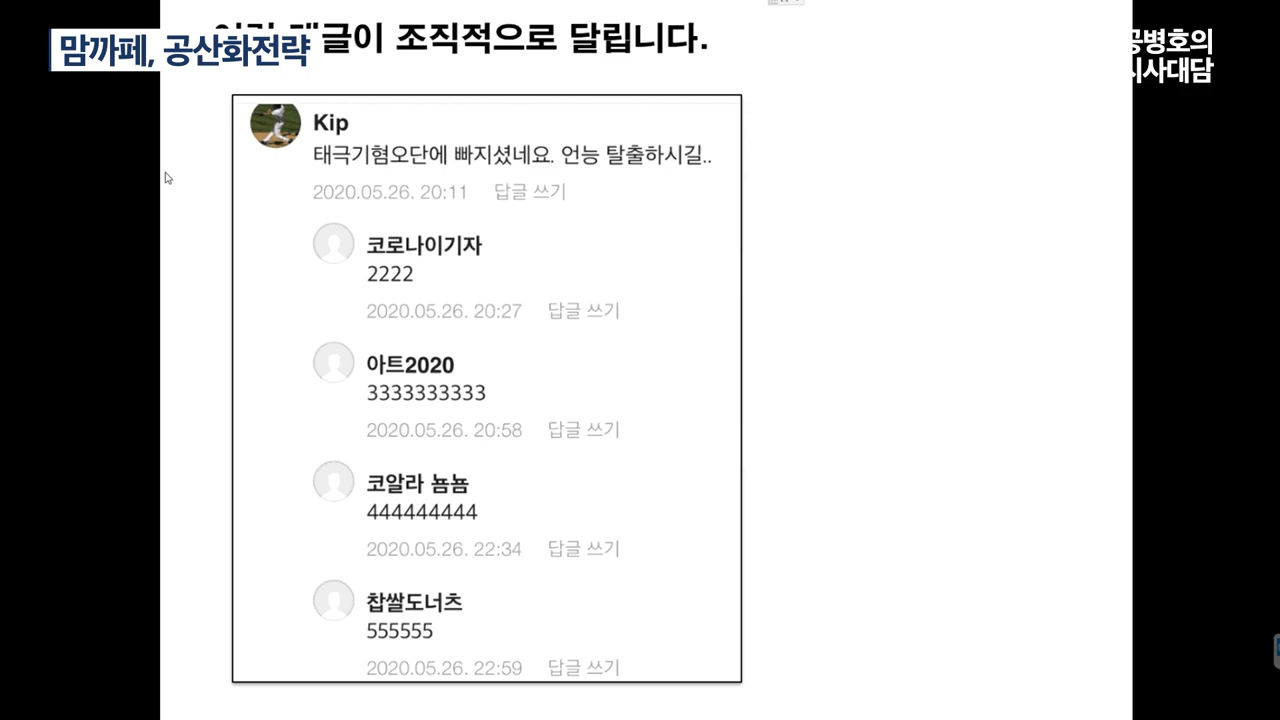 글이 조직적으로 달립니다.
맘까페, 공산화전략
공병호의
시사대담
Kip
태극기혐오단에 빠지셨네요. 언능 탈출하시길..
2020.05.26. 20:11 답글 쓰기
코로나이기자
2222
2020.05.26. 20:27 답글 쓰기
아트2020
3333333333
2020.05.26. 20:58 답글 쓰기
코알라 뇸뇸
444444444
2020.05.26. 22:34 답글 쓰기
찹쌀도너츠
555555
2020.05.26. 22:59 답글 쓰기